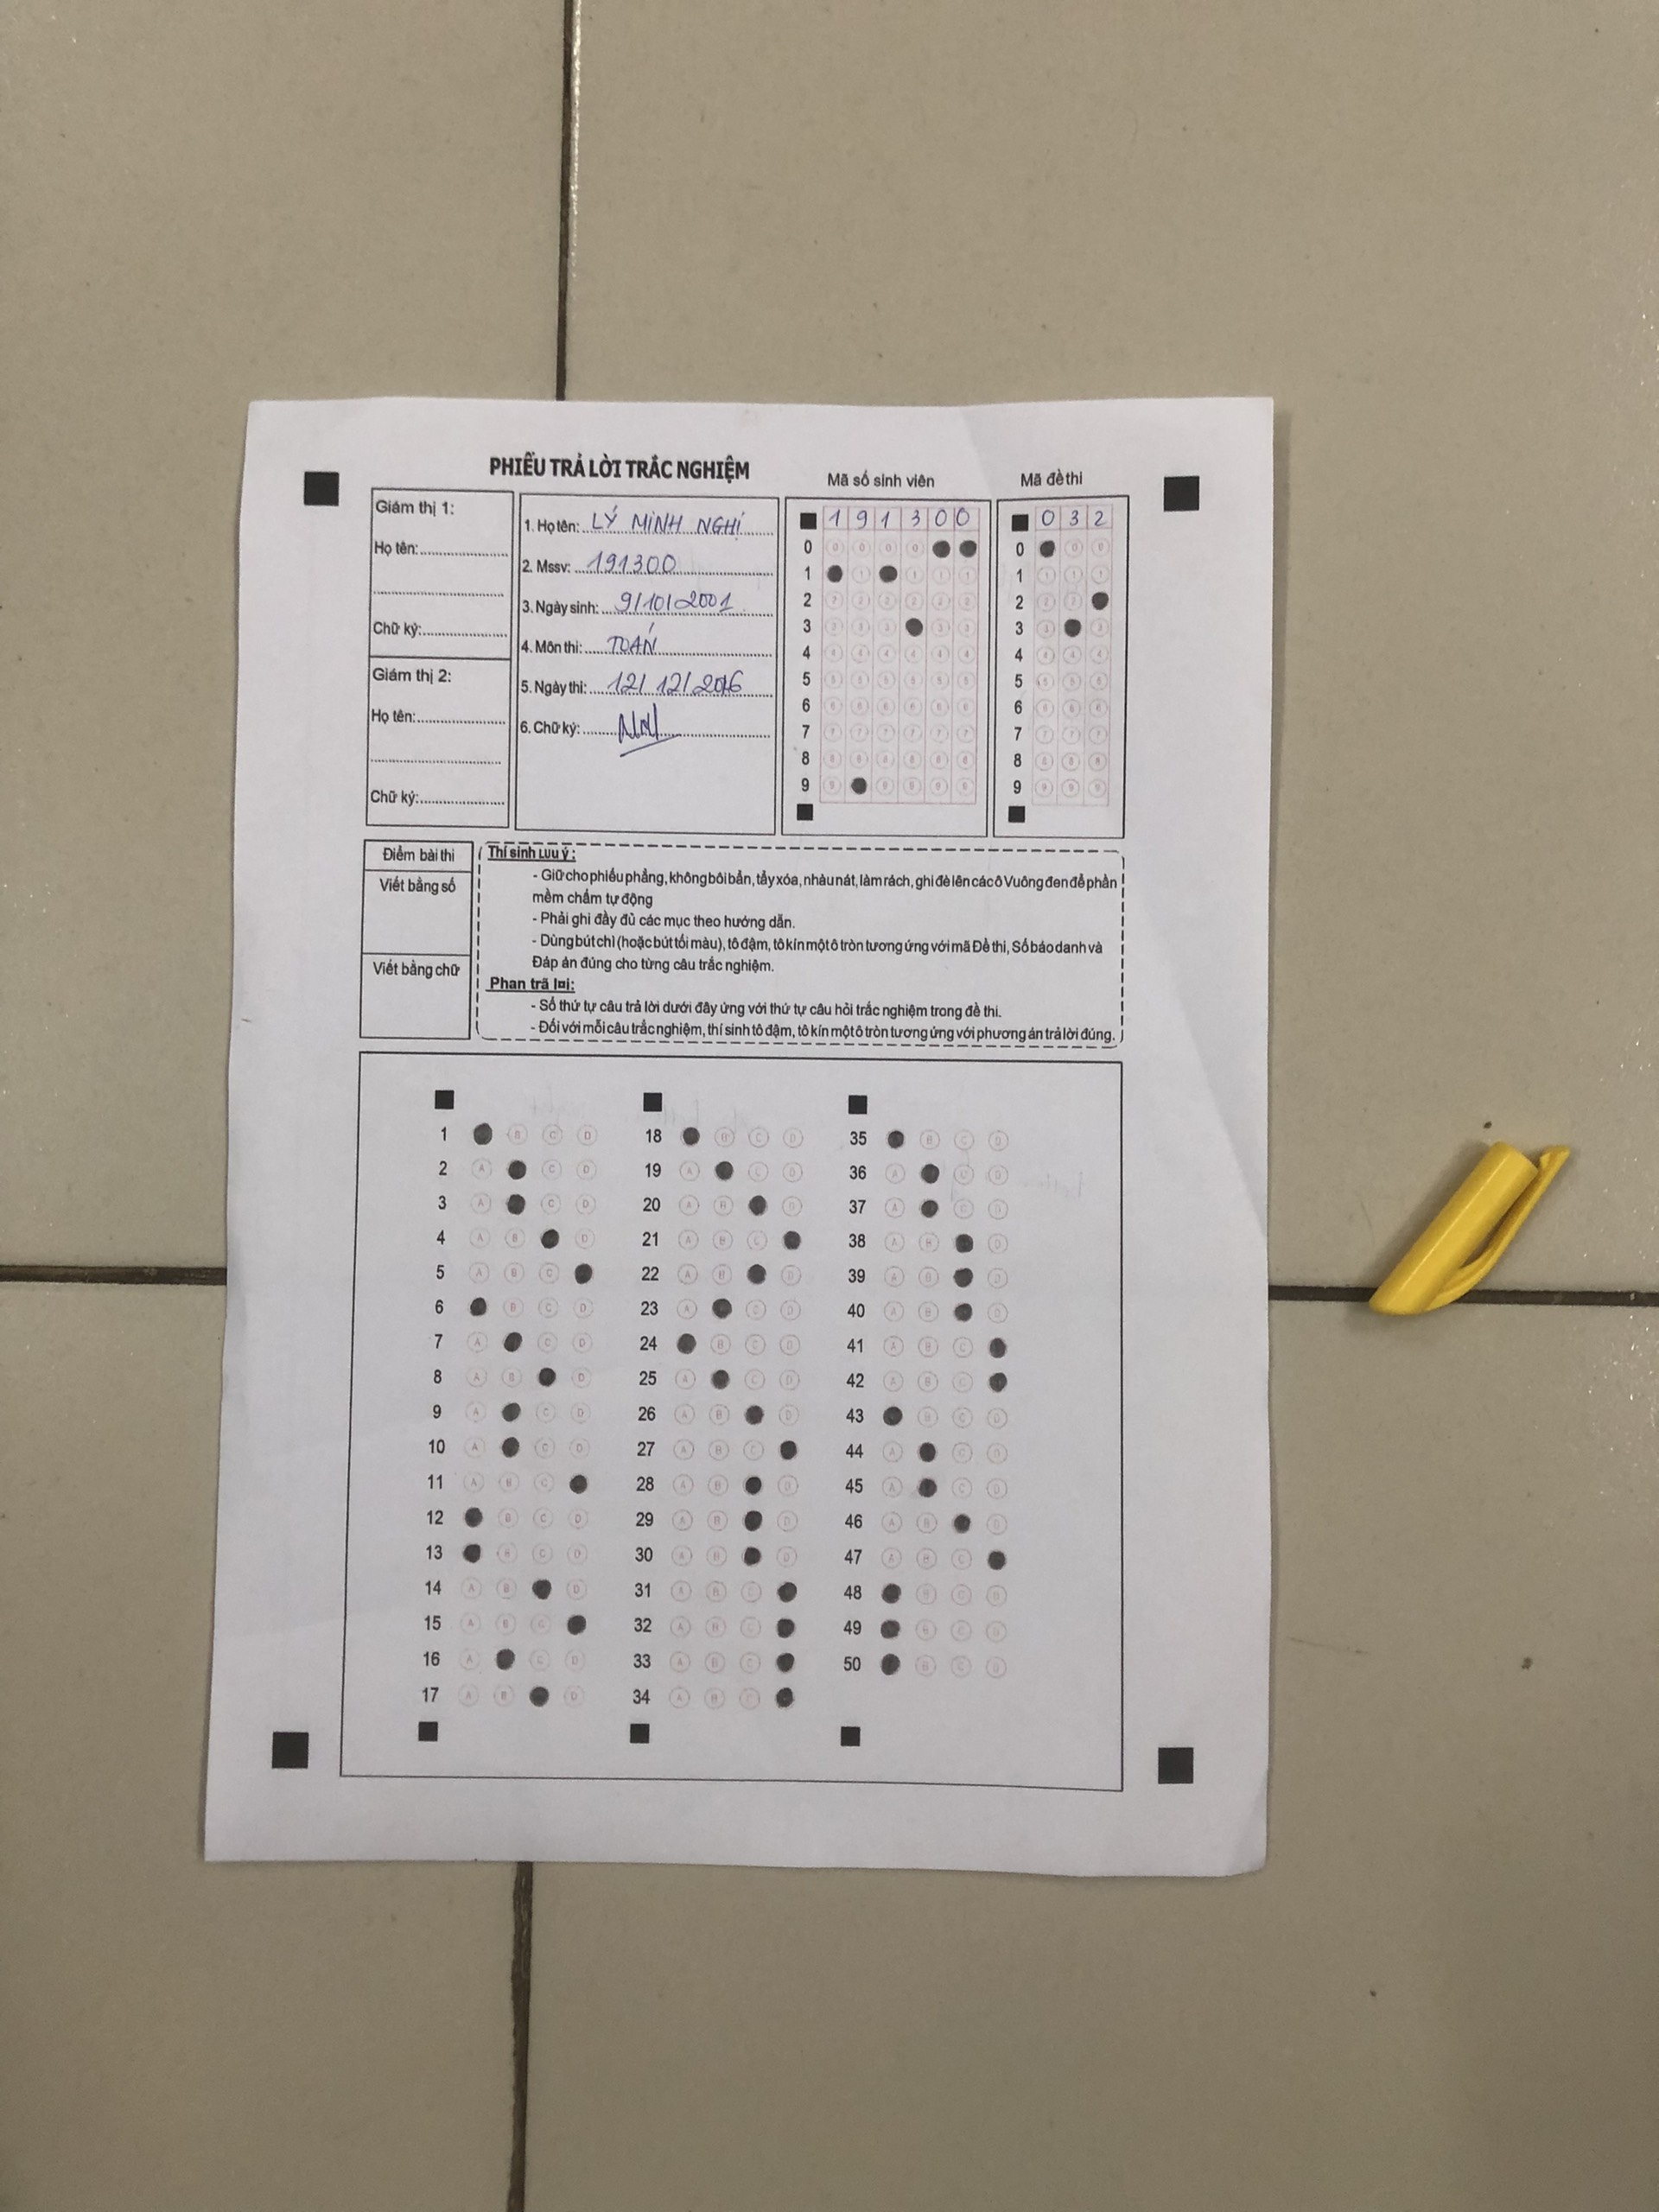 PHIẾU TRẢ LỜI TRẮC NGHIỆM
Giám thị 1:
Họ tên:
Chữ ký:
Giám thị 2:
Họ tên:
Chữ ký:
1. Họ tên: LÝ MINH NGHỊ
2. Mssv: 191300
3. Ngày sinh: 9/10/2001
4. Môn thi: TOÁN
5. Ngày thi: 12/12/2016
6. Chữ ký:
Mã số sinh viên
1 9 1 3 0 0
0
1
2
3
4
5
6
7
8
9
Mã đề thi
0 3 2
0
1
2
3
4
5
6
7
8
9
Điểm bài thi
Viết bằng số
Viết bằng chữ
Thí sinh Lưu ý:
- Giữ cho phiếu phẳng, không bôi bẩn, tẩy xóa, nhàu nát, làm rách, ghi đè lên các ô Vuông đen để phần
mềm chấm tự động
- Phải ghi đầy đủ các mục theo hướng dẫn.
- Dùng bút chì (hoặc bút tối màu), tô đậm, tô kín một ô tròn tương ứng với mã Đề thi, Số báo danh và
Đáp án đúng cho từng câu trắc nghiệm.
Phan trã lời:
- Số thứ tự câu trả lời dưới đây ứng với thứ tự câu hỏi trắc nghiệm trong đề thi.
- Đối với mỗi câu trắc nghiệm, thí sinh tô đậm, tô kín một ô tròn tương ứng với phương án trả lời đúng.
1 B C D
2 A C D
3 A C D
4 A B D
5 A B C
6 B C D
7 A C D
8 A B D
9 A C D
10 A C D
11 A B C
12 B C D
13 B C D
14 A B D
15 A B C
16 A C D
17 A B D
18 B C D
19 A C D
20 A B D
21 A B C
22 A B D
23 A C D
24 B C D
25 A C D
26 A B D
27 A B C
28 A B D
29 A B D
30 A B D
31 A B C
32 A B C
33 A B C
34 A B C
35 B C D
36 A C D
37 A C D
38 A B D
39 A B D
40 A B D
41 A B C
42 A B C
43 B C D
44 A C D
45 A C D
46 A B D
47 A B C
48 B C D
49 B C D
50 B C D